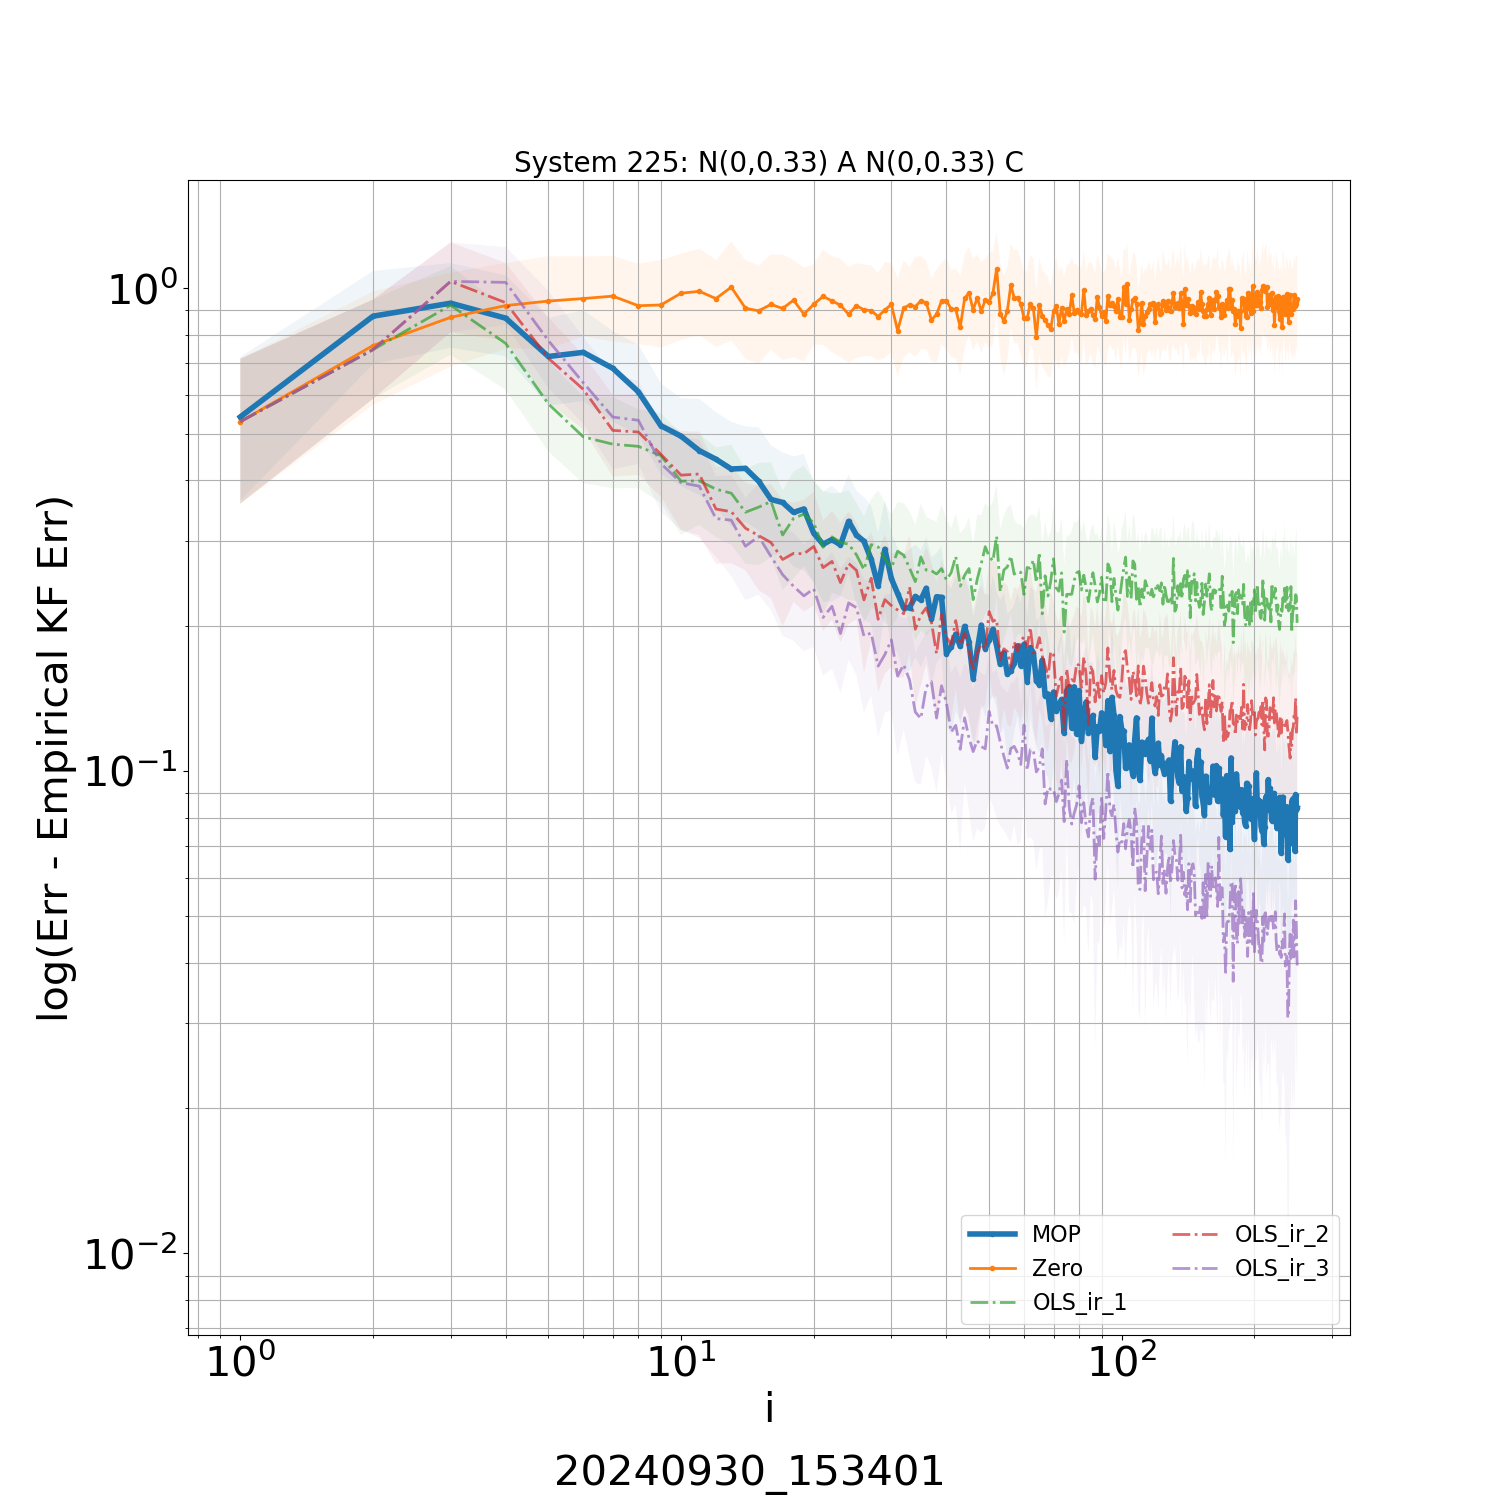 System 225: N(0,0.33) A N(0,0.33) C
log(Err - Empirical KF Err)
10⁰
10⁻¹
10⁻²
MOP
Zero
OLS_ir_1
OLS_ir_2
OLS_ir_3
10⁰ 10¹ 10²
i
20240930_153401